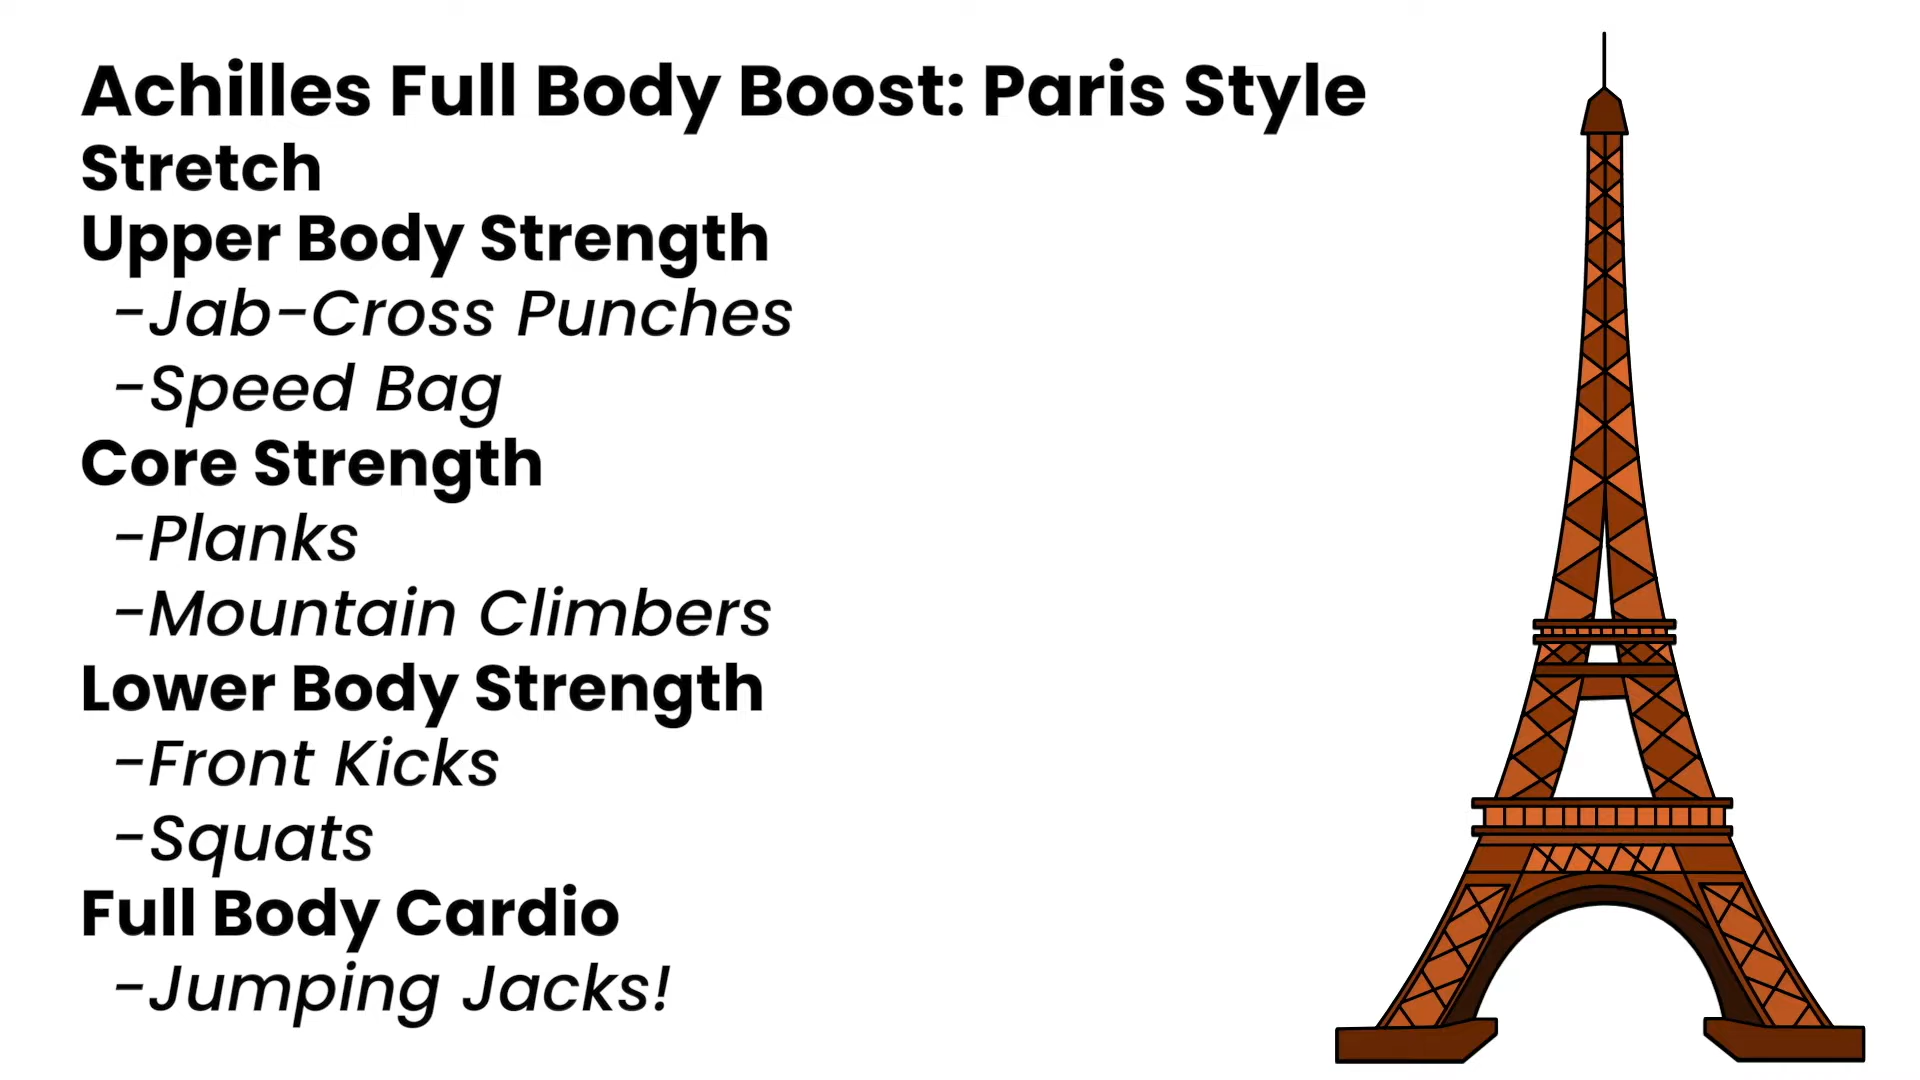 Achilles Full Body Boost: Paris Style
Stretch
Upper Body Strength
-Jab-Cross Punches
-Speed Bag
Core Strength
-Planks
-Mountain Climbers
Lower Body Strength
-Front Kicks
-Squats
Full Body Cardio
-Jumping Jacks!